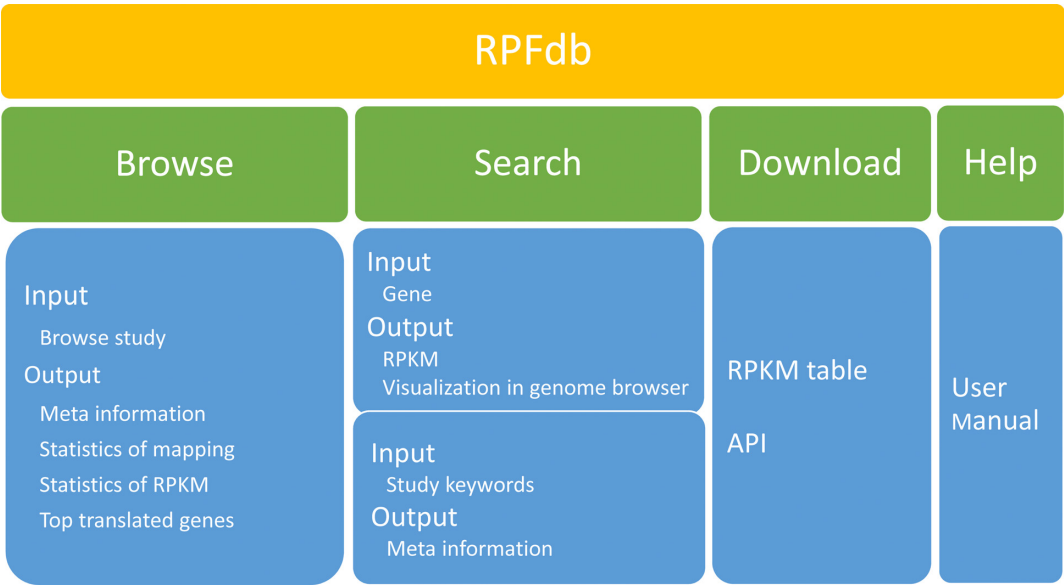 RPFdb
Browse
Search
Download
Help
Input
Browse study
Output
Meta information
Statistics of mapping
Statistics of RPKM
Top translated genes
Input
Gene
Output
RPKM
Visualization in genome browser
Input
Study keywords
Output
Meta information
RPKM table
API
User
Manual